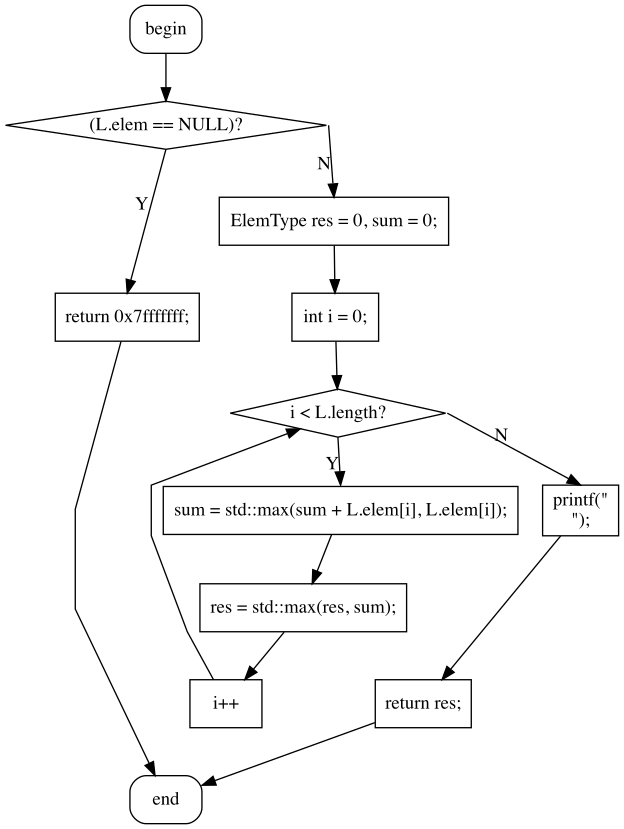 begin
(L.elem == NULL)?
N
Y
ElemType res = 0, sum = 0;
return 0x7fffffff;
int i = 0;
i < L.length?
N
Y
sum = std::max(sum + L.elem[i], L.elem[i]);
printf("
");
res = std::max(res, sum);
i++
return res;
end